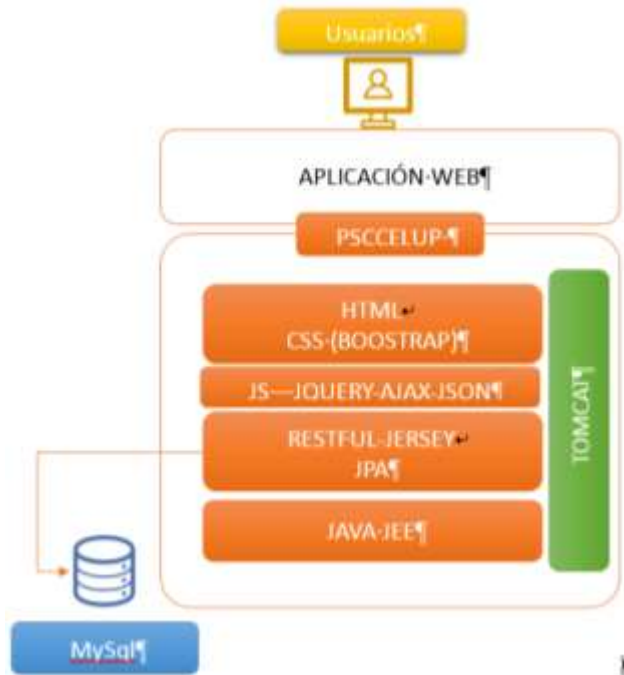 Usuarios¶
APLICACIÓN·WEB¶
PSCCELUP·¶
HTML↵
CSS·(BOOSTRAP)¶
JS·–·JQUERY·AJAX·JSON¶
RESTFUL·JERSEY↵
JPA¶
JAVA·JEE¶
TOMCAT¶
MySql¶